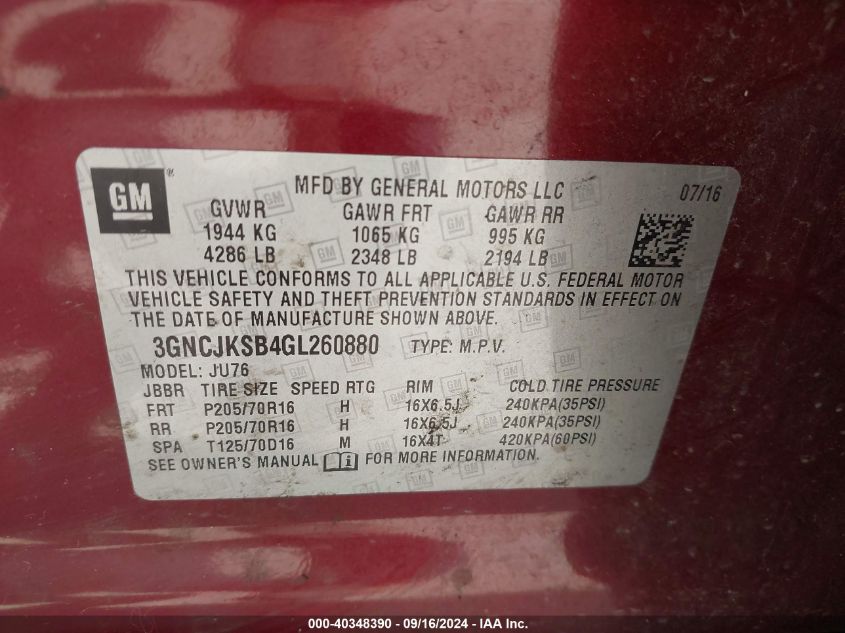 GM ® MFD BY GENERAL MOTORS LLC 07/16
GVWR GAWR FRT GAWR RR
1944 KG 1065 KG 995 KG
4286 LB 2348 LB 2194 LB
THIS VEHICLE CONFORMS TO ALL APPLICABLE U.S. FEDERAL MOTOR
VEHICLE SAFETY AND THEFT PREVENTION STANDARDS IN EFFECT ON
THE DATE OF MANUFACTURE SHOWN ABOVE.
3GNCJKSB4GL260880 TYPE: M.P.V.
MODEL: JU76
JBBR TIRE SIZE SPEED RTG RIM COLD TIRE PRESSURE
FRT P205/70R16 H 16X6.5J 240KPA(35PSI)
RR P205/70R16 H 16X6.5J 240KPA(35PSI)
SPA T125/70D16 M 16X4T 420KPA(60PSI)
SEE OWNER'S MANUAL FOR MORE INFORMATION.
000-40348390 - 09/16/2024 - IAA Inc.